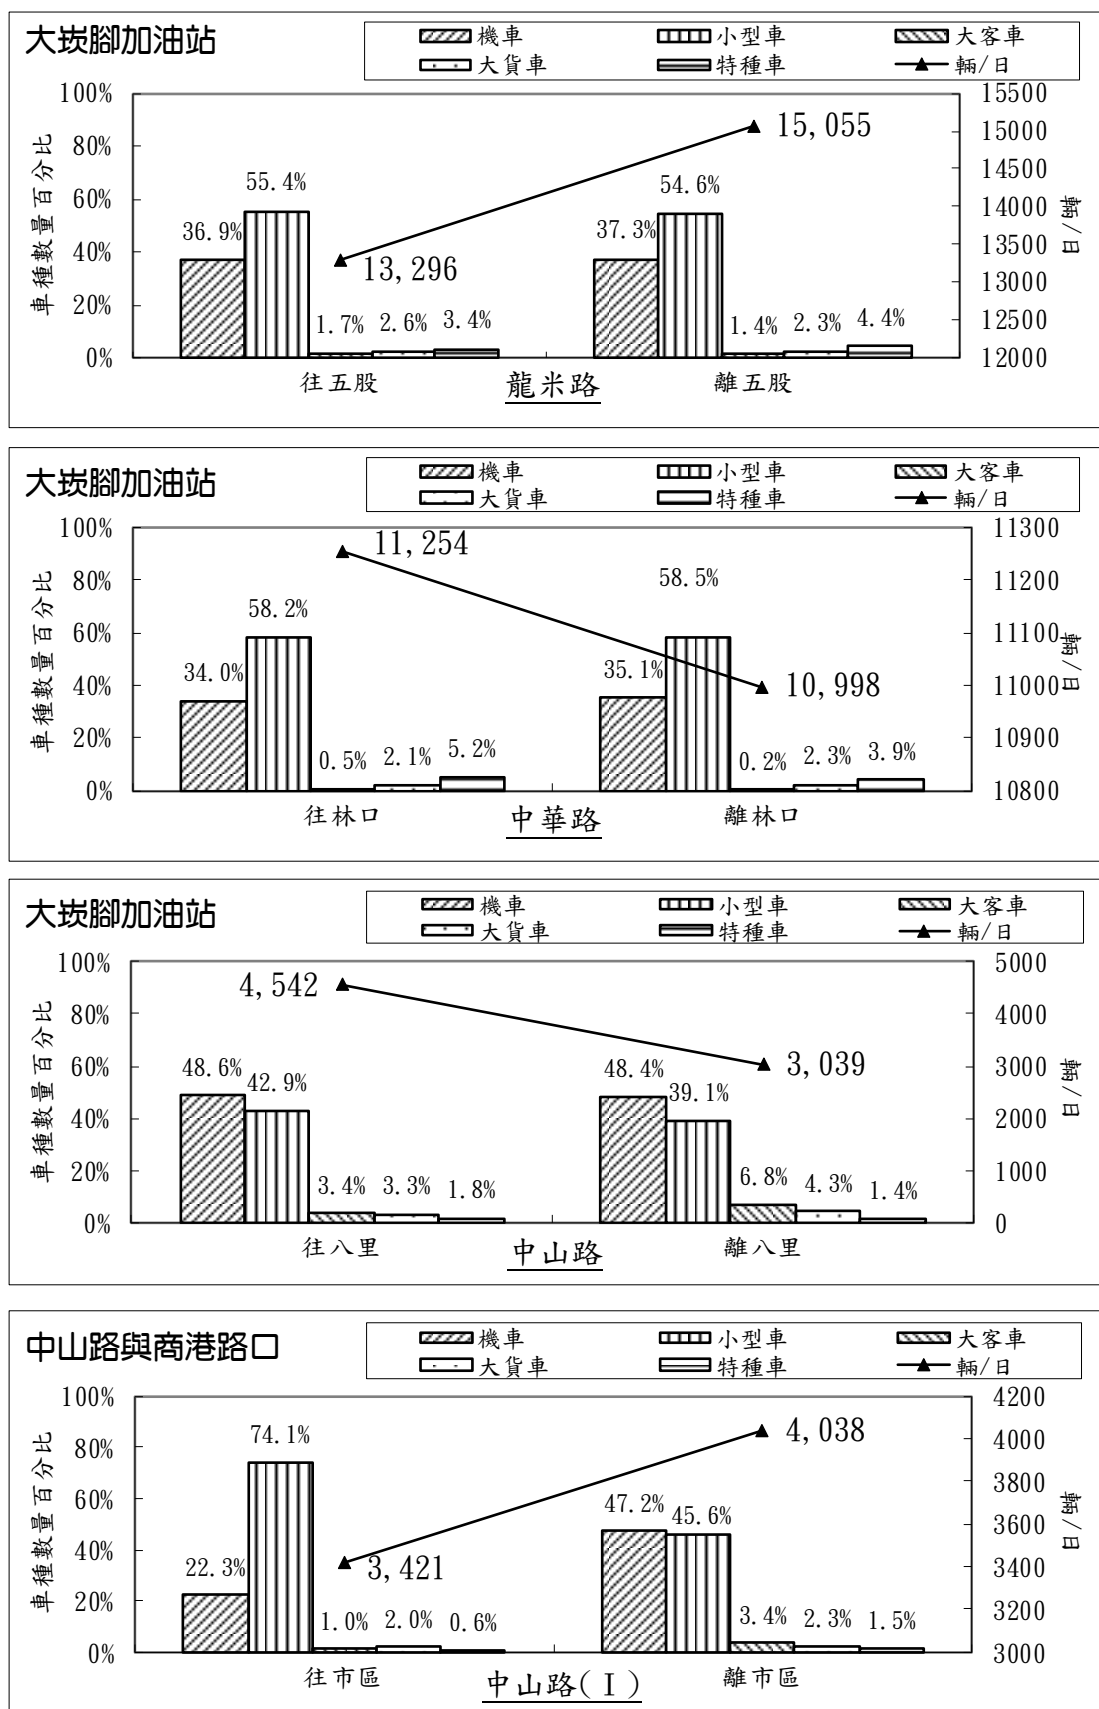 大崁腳加油站
機車 小型車 大客車
大貨車 特種車 輛/日
車種數量百分比
100%
80%
60%
40%
20%
0%
36.9% 55.4% 1.7% 2.6% 3.4%
13,296
37.3% 54.6% 1.4% 2.3% 4.4%
15,055
15500
15000
14500
14000
13500
13000
12500
12000
輛/日
往五股 龍米路 離五股
大崁腳加油站
機車 小型車 大客車
大貨車 特種車 輛/日
車種數量百分比
100%
80%
60%
40%
20%
0%
34.0% 58.2% 0.5% 2.1% 5.2%
11,254
35.1% 58.5% 0.2% 2.3% 3.9%
10,998
11300
11200
11100
11000
10900
10800
輛/日
往林口 中華路 離林口
大崁腳加油站
機車 小型車 大客車
大貨車 特種車 輛/日
車種數量百分比
100%
80%
60%
40%
20%
0%
48.6% 42.9% 3.4% 3.3% 1.8%
4,542
48.4% 39.1% 6.8% 4.3% 1.4%
3,039
5000
4000
3000
2000
1000
0
輛/日
往八里 中山路 離八里
中山路與商港路口
機車 小型車 大客車
大貨車 特種車 輛/日
車種數量百分比
100%
80%
60%
40%
20%
0%
22.3% 74.1% 1.0% 2.0% 0.6%
3,421
47.2% 45.6% 3.4% 2.3% 1.5%
4,038
4200
4000
3800
3600
3400
3200
3000
輛/日
往市區 中山路(I) 離市區